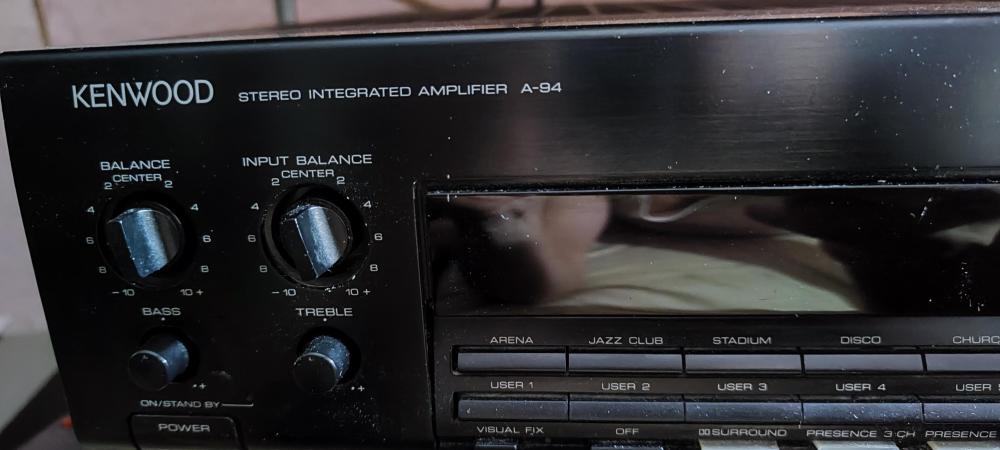 KENWOOD STEREO INTEGRATED AMPLIFIER A-94
BALANCE INPUT BALANCE
CENTER CENTER
2 2 2 2
4 4 4
6 6 6 6
8 8 8 8
- 10 10 + - 10 10 +
BASS TREBLE
ARENA JAZZ CLUB STADIUM DISCO
USER 1 USER 2 USER 3 USER 4 USER
ON/STAND BY
POWER
VISUAL FIX OFF SURROUND PRESENCE 3 CH PRESENCE